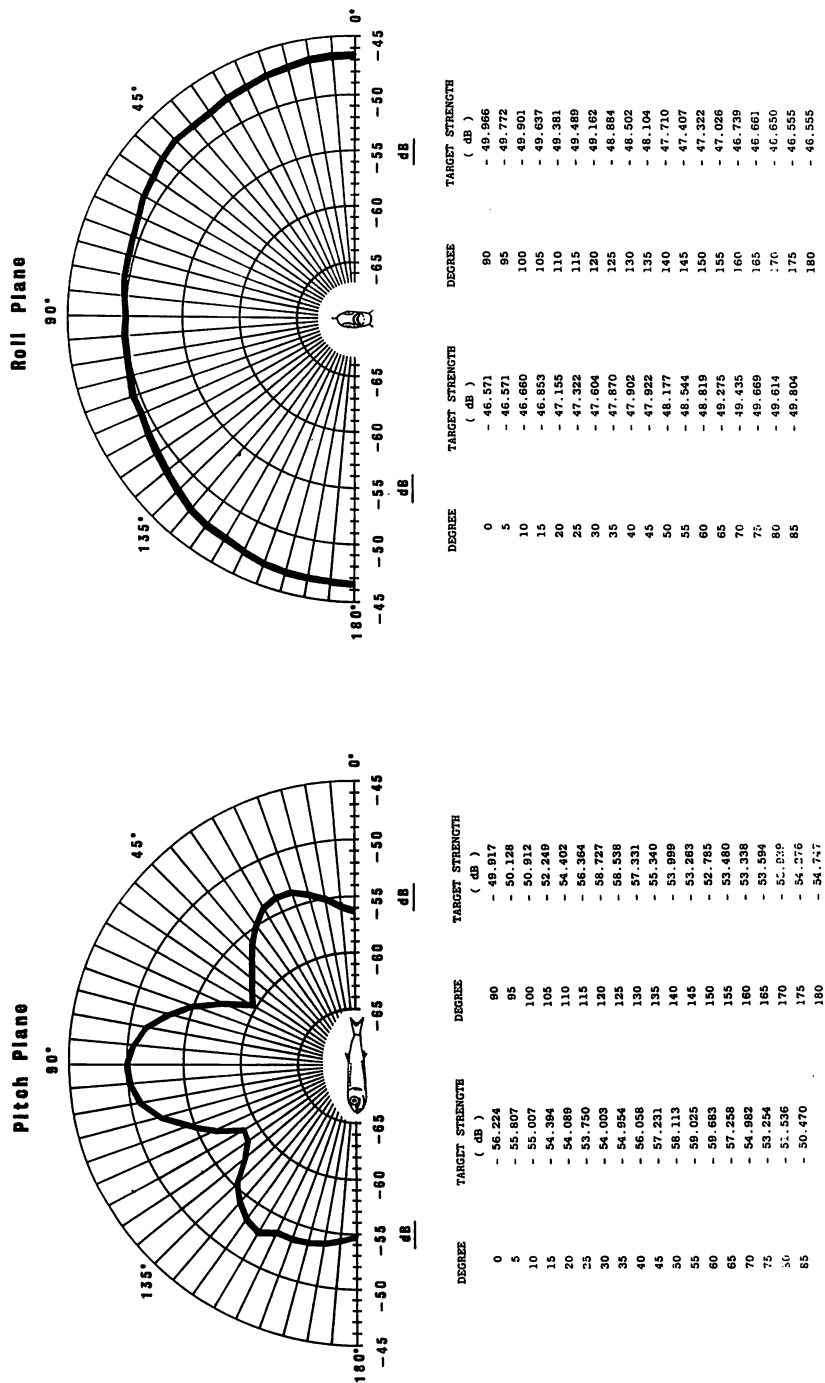 Pitch Plane
90°
135°
45°
180°
0°
-45 -50 -55 -60 -65 -65 -60 -55 -50 -45
dB dB
DEGREE TARGET STRENGTH DEGREE TARGET STRENGTH
( dB ) ( dB )
0 - 56.224 90 - 49.917
5 - 55.807 95 - 50.128
10 - 55.007 100 - 50.912
15 - 54.394 105 - 52.249
20 - 54.089 110 - 54.402
25 - 53.750 115 - 56.364
30 - 54.003 120 - 58.727
35 - 54.954 125 - 58.538
40 - 56.058 130 - 57.331
45 - 57.231 135 - 55.340
50 - 58.113 140 - 53.999
55 - 59.025 145 - 53.263
60 - 59.683 150 - 52.785
65 - 57.258 155 - 53.480
70 - 54.982 160 - 53.338
75 - 53.254 165 - 53.594
- 51.536 170 -
85 - 50.470 175 -
180 -
Roll Plane
90°
135°
45°
180°
0°
-45 -50 -55 -60 -65 -65 -60 -55 -50 -45
dB dB
DEGREE TARGET STRENGTH DEGREE TARGET STRENGTH
( dB ) ( dB )
0 - 46.571 90 - 49.966
5 - 46.571 95 - 49.772
10 - 46.660 100 - 49.901
15 - 46.853 105 - 49.637
20 - 47.155 110 - 49.381
25 - 47.322 115 - 49.489
30 - 47.604 120 - 49.162
35 - 47.870 125 - 48.884
40 - 47.902 130 - 48.502
45 - 47.922 135 - 48.104
50 - 48.177 140 - 47.710
55 - 48.544 145 - 47.407
60 - 48.819 150 - 47.322
65 - 49.275 155 - 47.026
70 - 49.435 160 - 46.739
75 - 49.669 165 - 46.661
80 - 49.614 170 - 46.650
85 - 49.804 175 - 46.555
180 - 46.555